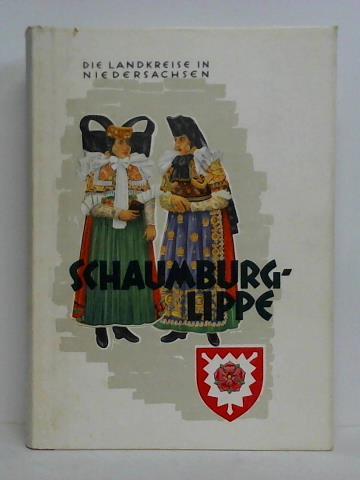 DIE LANDKREISE IN
NIEDERSACHSEN
SCHAUMBURG-
LIPPE